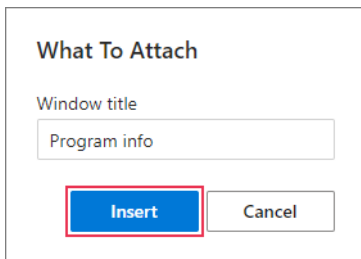 What To Attach
Window title
Program info
Insert Cancel